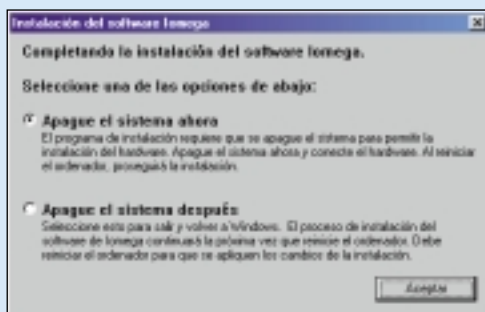 Instalación del software Iomega
Completando la instalación del software Iomega.
Seleccione una de las opciones de abajo:
Apague el sistema ahora
El programa de instalación requiere que se apague el sistema para permitir la
instalación del hardware. Apague el sistema ahora y conecte el hardware. Al reiniciar
el ordenador, proseguirá la instalación.
Apague el sistema después
Seleccione esto para salir y volver a Windows. El proceso de instalación del
software de Iomega continuará la próxima vez que reinicie el ordenador. Debe
reiniciar el ordenador para que se apliquen los cambios de la instalación.
Aceptar